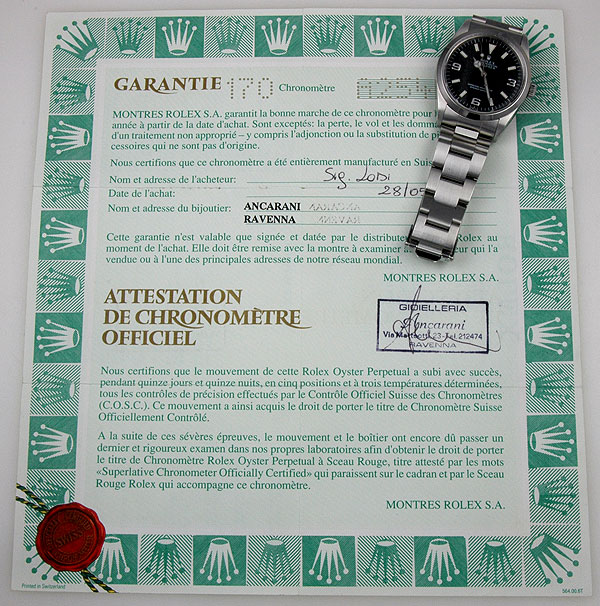 GARANTIE 170 Chronomètre
MONTRES ROLEX S.A. garantit la bonne marche de ce chronomètre pour
année à partir de la date d'achat. Sont exceptés: la perte, le vol et les
d'un traitement non approprié – y compris l'adjonction ou la substitution de
cessoires qui ne sont pas d'origine.
Nous certifions que ce chronomètre a été entièrement manufacturé en
Nom et adresse de l'acheteur: Sig. Lodi
Date de l'achat: 28/05
Nom et adresse du bijoutier: ANCARANI
RAVENNA
Cette garantie n'est valable que signée et datée par le Rolex au
moment de l'achat. Elle doit être remise avec la montre à qui l'a
vendue ou à l'une des principales adresses de notre réseau mondial.
MONTRES ROLEX S.A.
ATTESTATION
DE CHRONOMÈTRE
OFFICIEL
GIOIELLERIA
Ancarani
23-Tel. 212474
RAVENNA
Nous certifions que le mouvement de cette Rolex Oyster Perpetual a subi avec succès,
pendant quinze jours et quinze nuits, en cinq positions et à trois températures déterminées,
tous les contrôles de précision effectués par le Contrôle Officiel Suisse des Chronomètres
(C.O.S.C.). Ce mouvement a ainsi acquis le droit de porter le titre de Chronomètre Suisse
Officiellement Contrôlé.
A la suite de ces sévères épreuves, le mouvement et le boîtier ont encore dû passer un
dernier et rigoureux examen dans nos propres laboratoires afin d'obtenir le droit de porter
le titre de Chronomètre Rolex Oyster Perpetual à Sceau Rouge, titre attesté par les mots
«Superlative Chronometer Officially Certified» qui paraissent sur le cadran et par le Sceau
Rouge Rolex qui accompagne ce chronomètre.
MONTRES ROLEX S.A.
Printed in Switzerland
564.00.6T